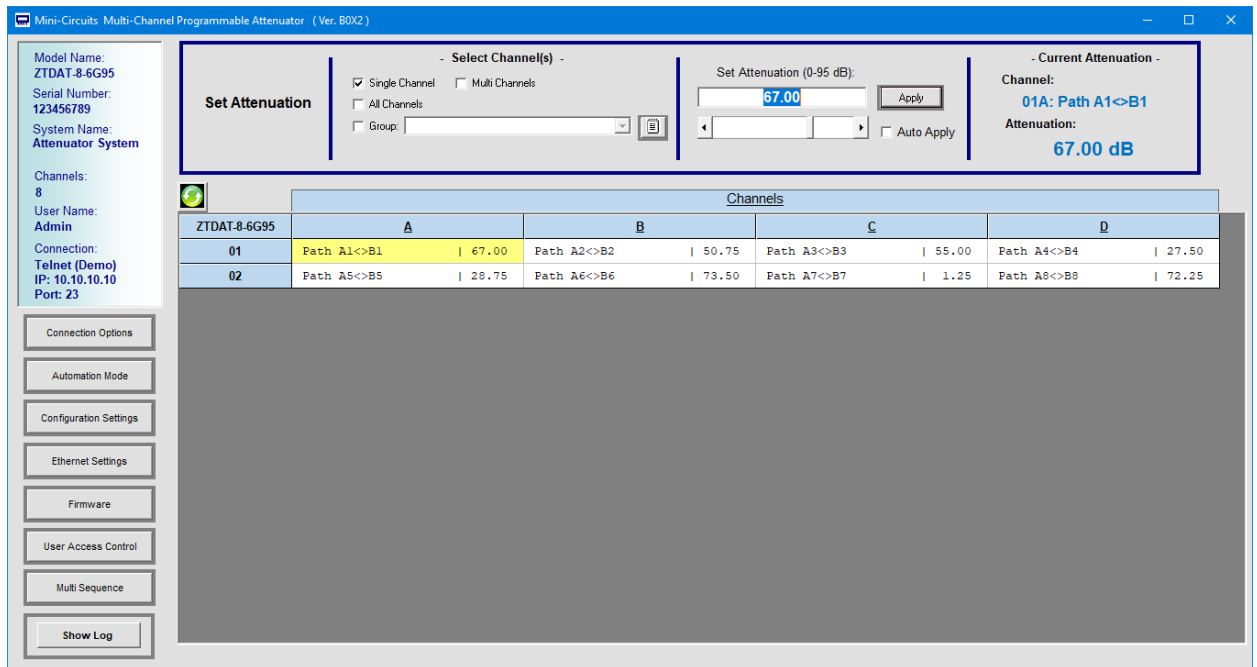 Mini-Circuits Multi-Channel Programmable Attenuator ( Ver. B0X2 )
Model Name:
ZTDAT-8-6G95
Serial Number:
123456789
System Name:
Attenuator System
Channels:
8
User Name:
Admin
Connection:
Telnet (Demo)
IP: 10.10.10.10
Port: 23
Connection Options
Automation Mode
Configuration Settings
Ethernet Settings
Firmware
User Access Control
Multi Sequence
Show Log
Set Attenuation
- Select Channel(s) -
Single Channel Multi Channels
All Channels
Group:
Set Attenuation (0-95 dB):
67.00 Apply
Auto Apply
- Current Attenuation -
Channel:
01A: Path A1<>B1
Attenuation:
67.00 dB
Channels
ZTDAT-8-6G95 A B C D
01 Path A1<>B1 | 67.00 Path A2<>B2 | 50.75 Path A3<>B3 | 55.00 Path A4<>B4 | 27.50
02 Path A5<>B5 | 28.75 Path A6<>B6 | 73.50 Path A7<>B7 | 1.25 Path A8<>B8 | 72.25